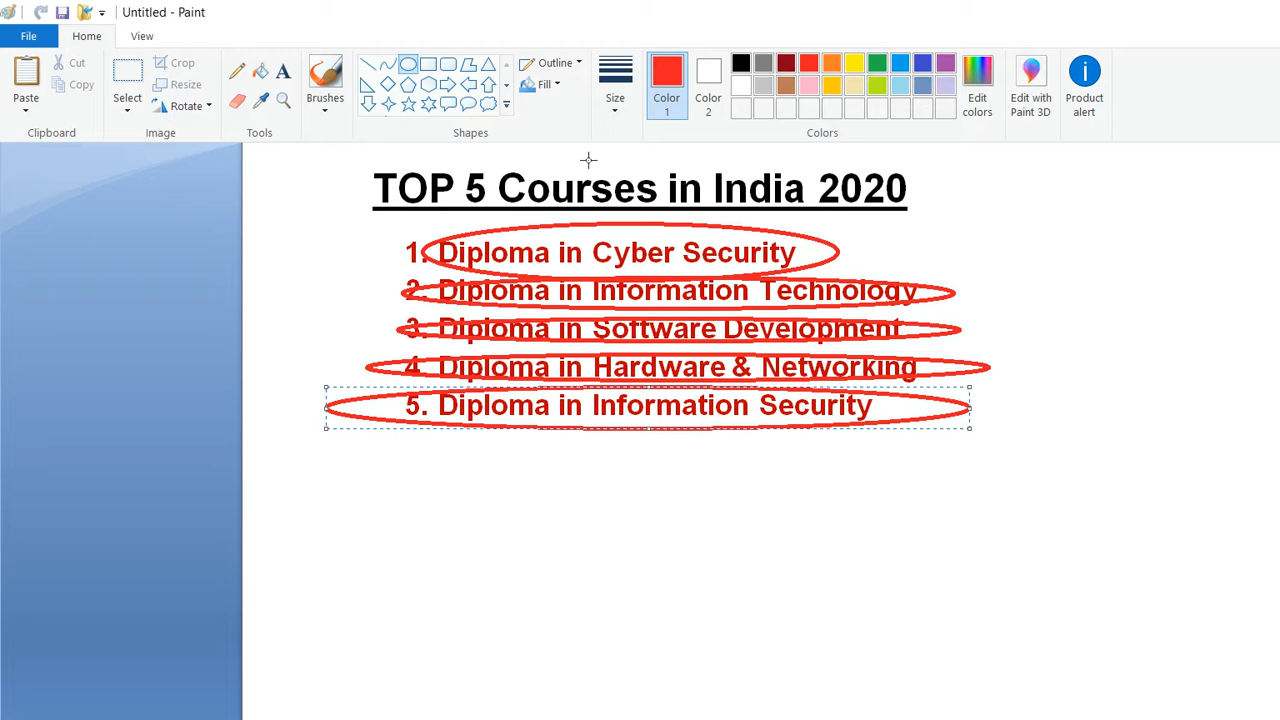 Untitled - Paint
File Home View
Paste
Cut
Copy
Clipboard
Select
Crop
Resize
Rotate
Image
Tools
Brushes
Shapes
Outline
Fill
Size
Color 1
Color 2
Edit colors
Colors
Edit with Paint 3D
Product alert
TOP 5 Courses in India 2020
1. Diploma in Cyber Security
2. Diploma in Information Technology
3. Diploma in Software Development
4. Diploma in Hardware & Networking
5. Diploma in Information Security